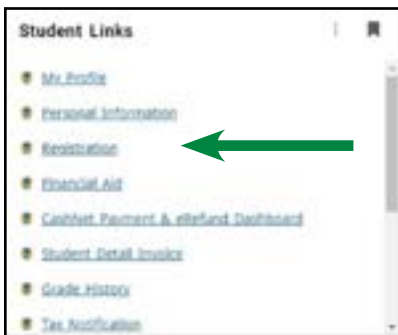 Student Links
My Profile
Personal Information
Registration
Financial Aid
CashNet Payment & eRefund Dashboard
Student Detail Invoice
Grade History
Tax Notification